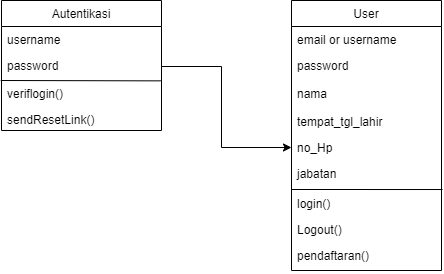 Autentikasi
username
password
veriflogin()
sendResetLink()
User
email or username
password
nama
tempat_tgl_lahir
no_Hp
jabatan
login()
Logout()
pendaftaran()